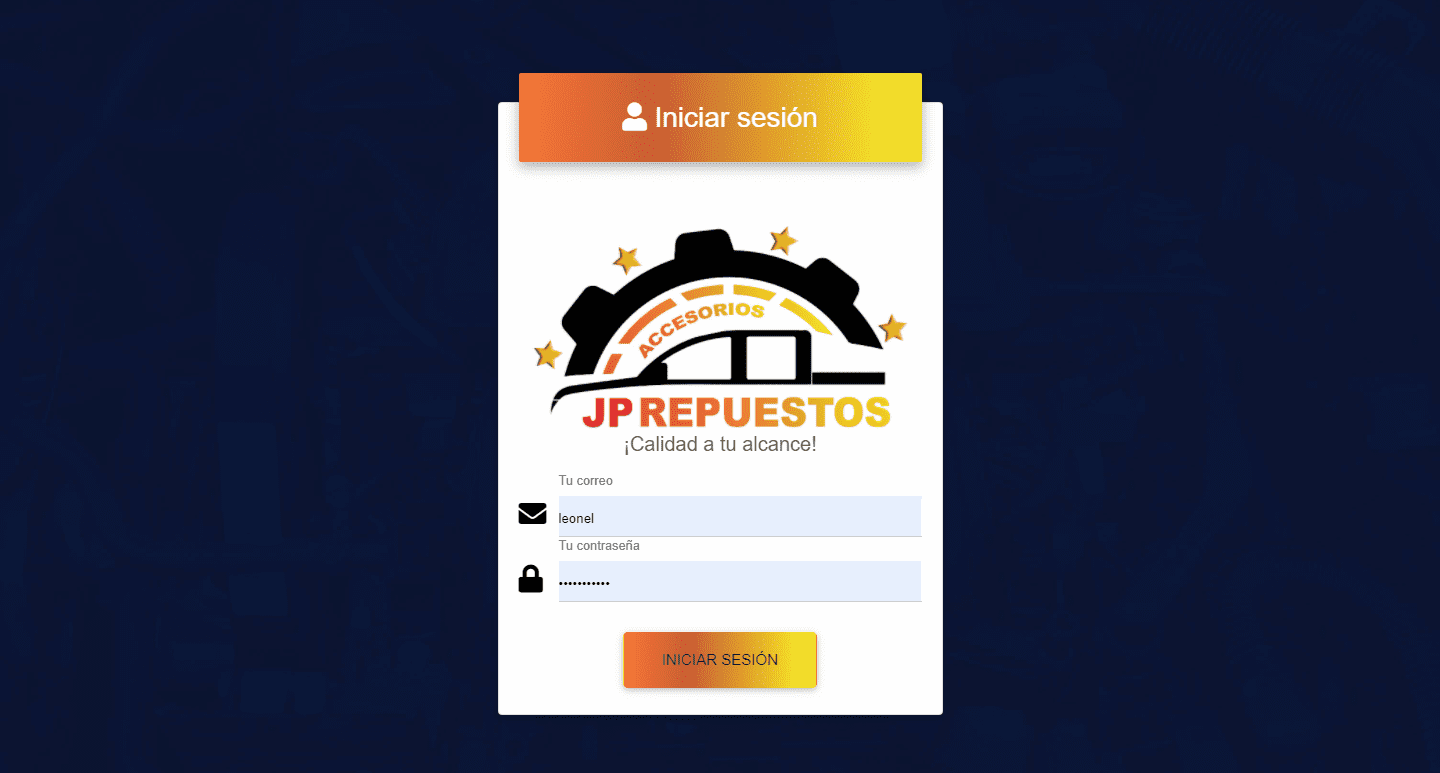 Iniciar sesión
ACCESORIOS
JP REPUESTOS
¡Calidad a tu alcance!
Tu correo
leonel
Tu contraseña
•••••••••••
INICIAR SESIÓN